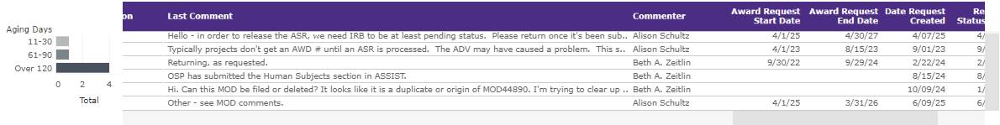 on Last Comment Commenter Award Request Start Date Award Request End Date Date Request Created Re Status
Aging Days
11-30
61-90
Over 120
0 2 4
Total
Hello - in order to release the ASR, we need IRB to be at least pending status.  Please return once it's been sub.. Alison Schultz 4/1/25 4/30/27 4/07/25 4/
Typically projects don't get an AWD # until an ASR is processed.  The ADV may have caused a problem.  This s.. Alison Schultz 4/1/23 8/15/23 9/01/23 9/
Returning, as requested. Beth A. Zeitlin 9/30/22 9/29/24 2/22/24 2/
OSP has submitted the Human Subjects section in ASSIST. Beth A. Zeitlin 8/15/24 8/
Hi. Can this MOD be filed or deleted? It looks like it is a duplicate or origin of MOD44890. I'm trying to clear up .. Beth A. Zeitlin 10/09/24 1/
Other - see MOD comments. Alison Schultz 4/1/25 3/31/26 6/09/25 6/